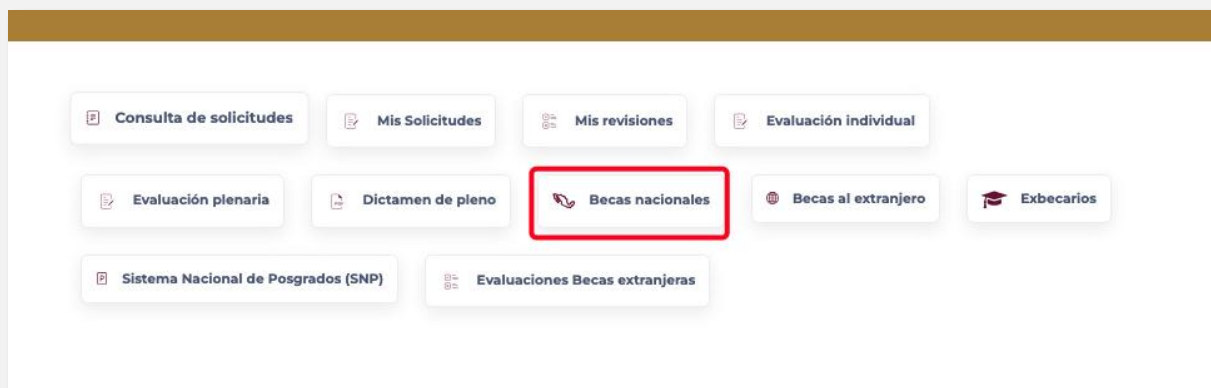 Consulta de solicitudes
Mis Solicitudes
Mis revisiones
Evaluación individual
Evaluación plenaria
Dictamen de pleno
Becas nacionales
Becas al extranjero
Exbecarios
Sistema Nacional de Posgrados (SNP)
Evaluaciones Becas extranjeras